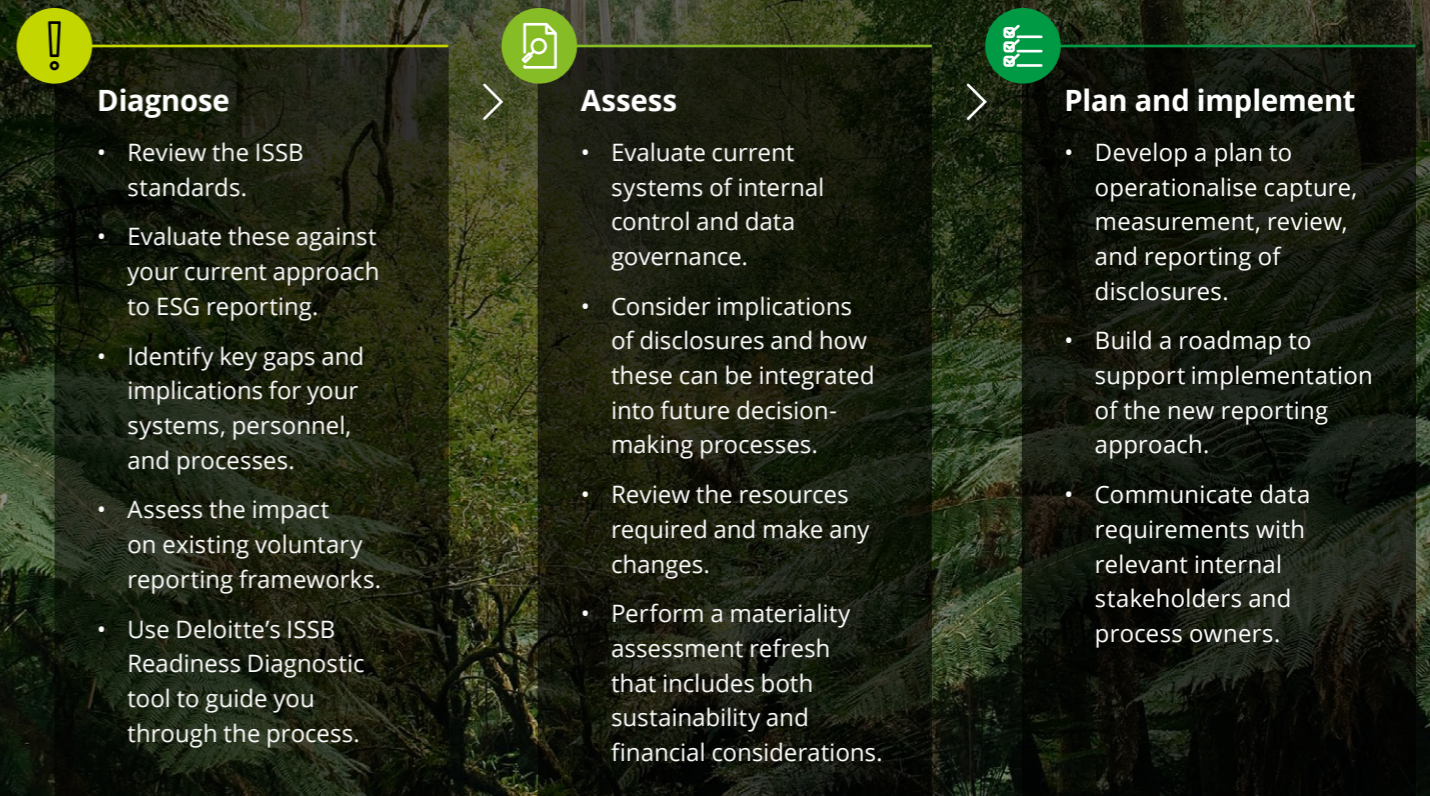 Diagnose
• Review the ISSB
standards.
• Evaluate these against
your current approach
to ESG reporting.
• Identify key gaps and
implications for your
systems, personnel,
and processes.
• Assess the impact
on existing voluntary
reporting frameworks.
• Use Deloitte’s ISSB
Readiness Diagnostic
tool to guide you
through the process.
Assess
• Evaluate current
systems of internal
control and data
governance.
• Consider implications
of disclosures and how
these can be integrated
into future decision-
making processes.
• Review the resources
required and make any
changes.
• Perform a materiality
assessment refresh
that includes both
sustainability and
financial considerations.
Plan and implement
• Develop a plan to
operationalise capture,
measurement, review,
and reporting of
disclosures.
• Build a roadmap to
support implementation
of the new reporting
approach.
• Communicate data
requirements with
relevant internal
stakeholders and
process owners.